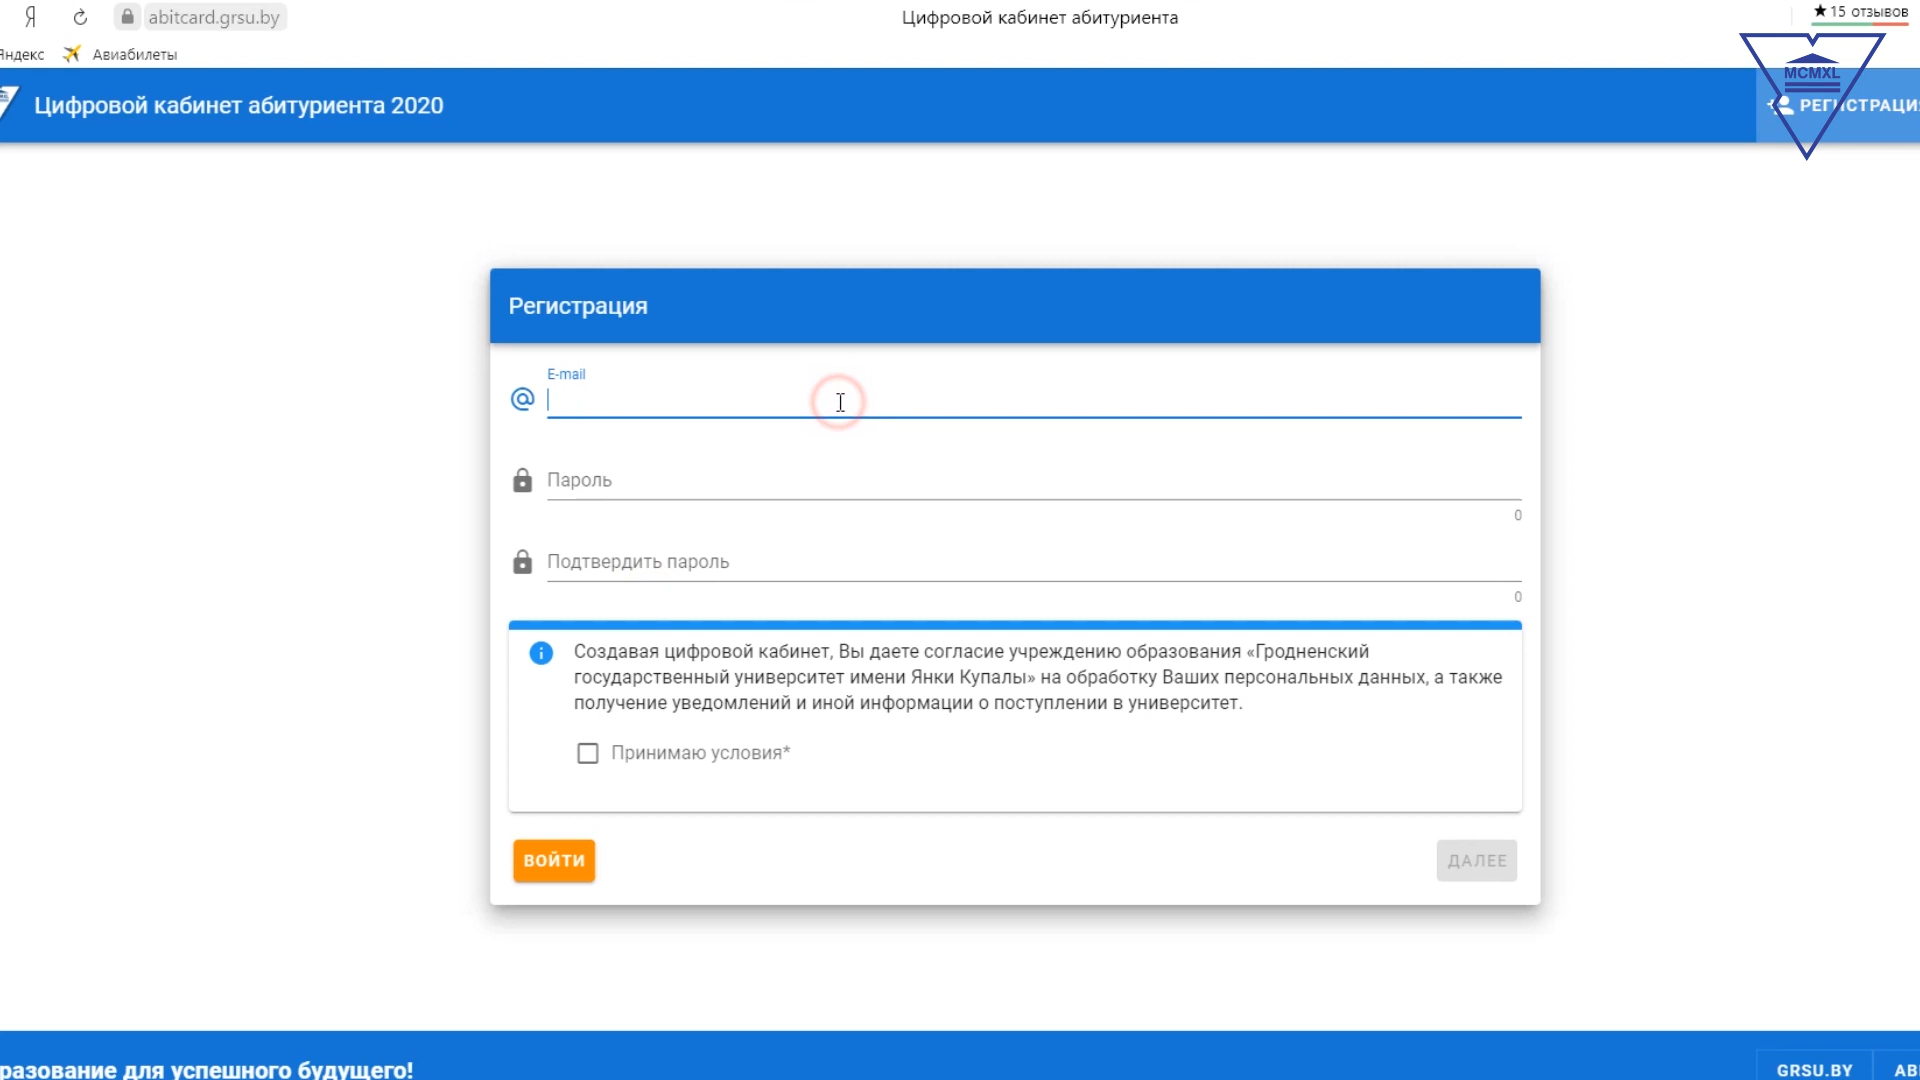 Я abitcard.grsu.by Цифровой кабинет абитуриента ★15 отзывов
Яндекс Авиабилеты
MCMXL
Цифровой кабинет абитуриента 2020
Регистрация
E-mail
Пароль
0
Подтвердить пароль
0
Создавая цифровой кабинет, Вы даете согласие учреждению образования «Гродненский
государственный университет имени Янки Купалы» на обработку Ваших персональных данных, а также
получение уведомлений и иной информации о поступлении в университет.
Принимаю условия*
ВОЙТИ ДАЛЕЕ
разование для успешного будущего! GRSU.BY